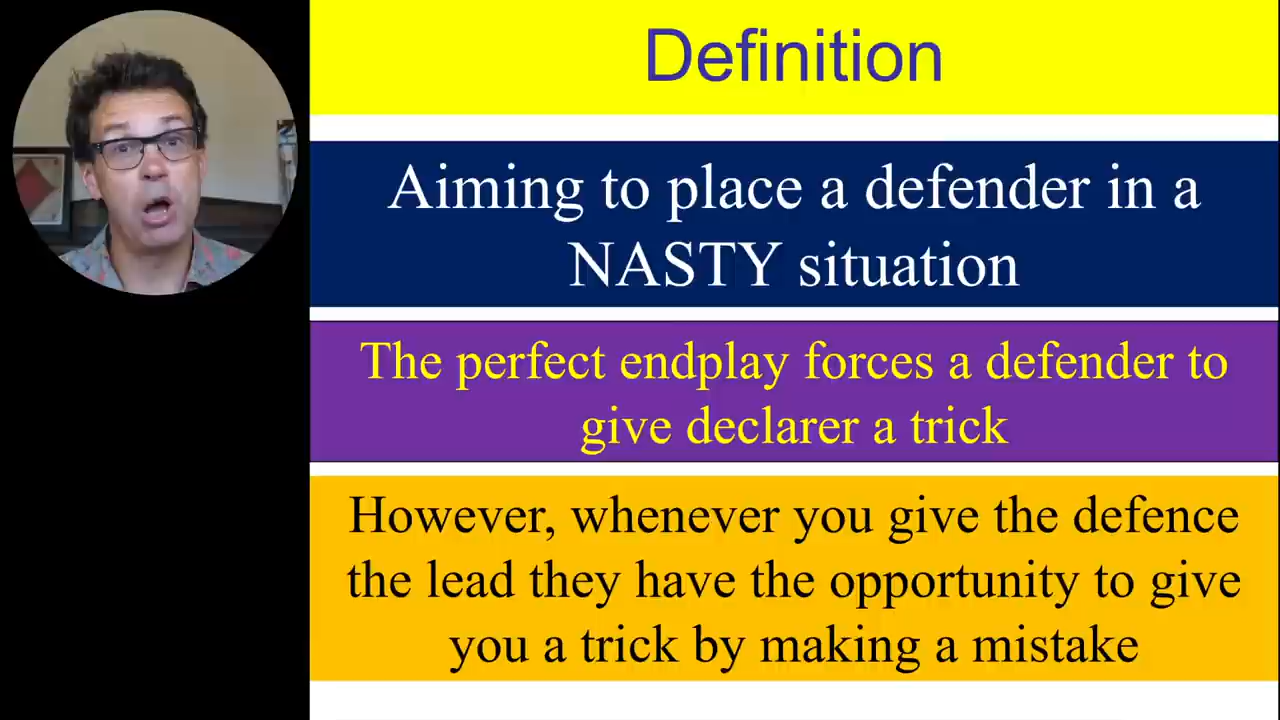 Definition
Aiming to place a defender in a
NASTY situation
The perfect endplay forces a defender to
give declarer a trick
However, whenever you give the defence
the lead they have the opportunity to give
you a trick by making a mistake